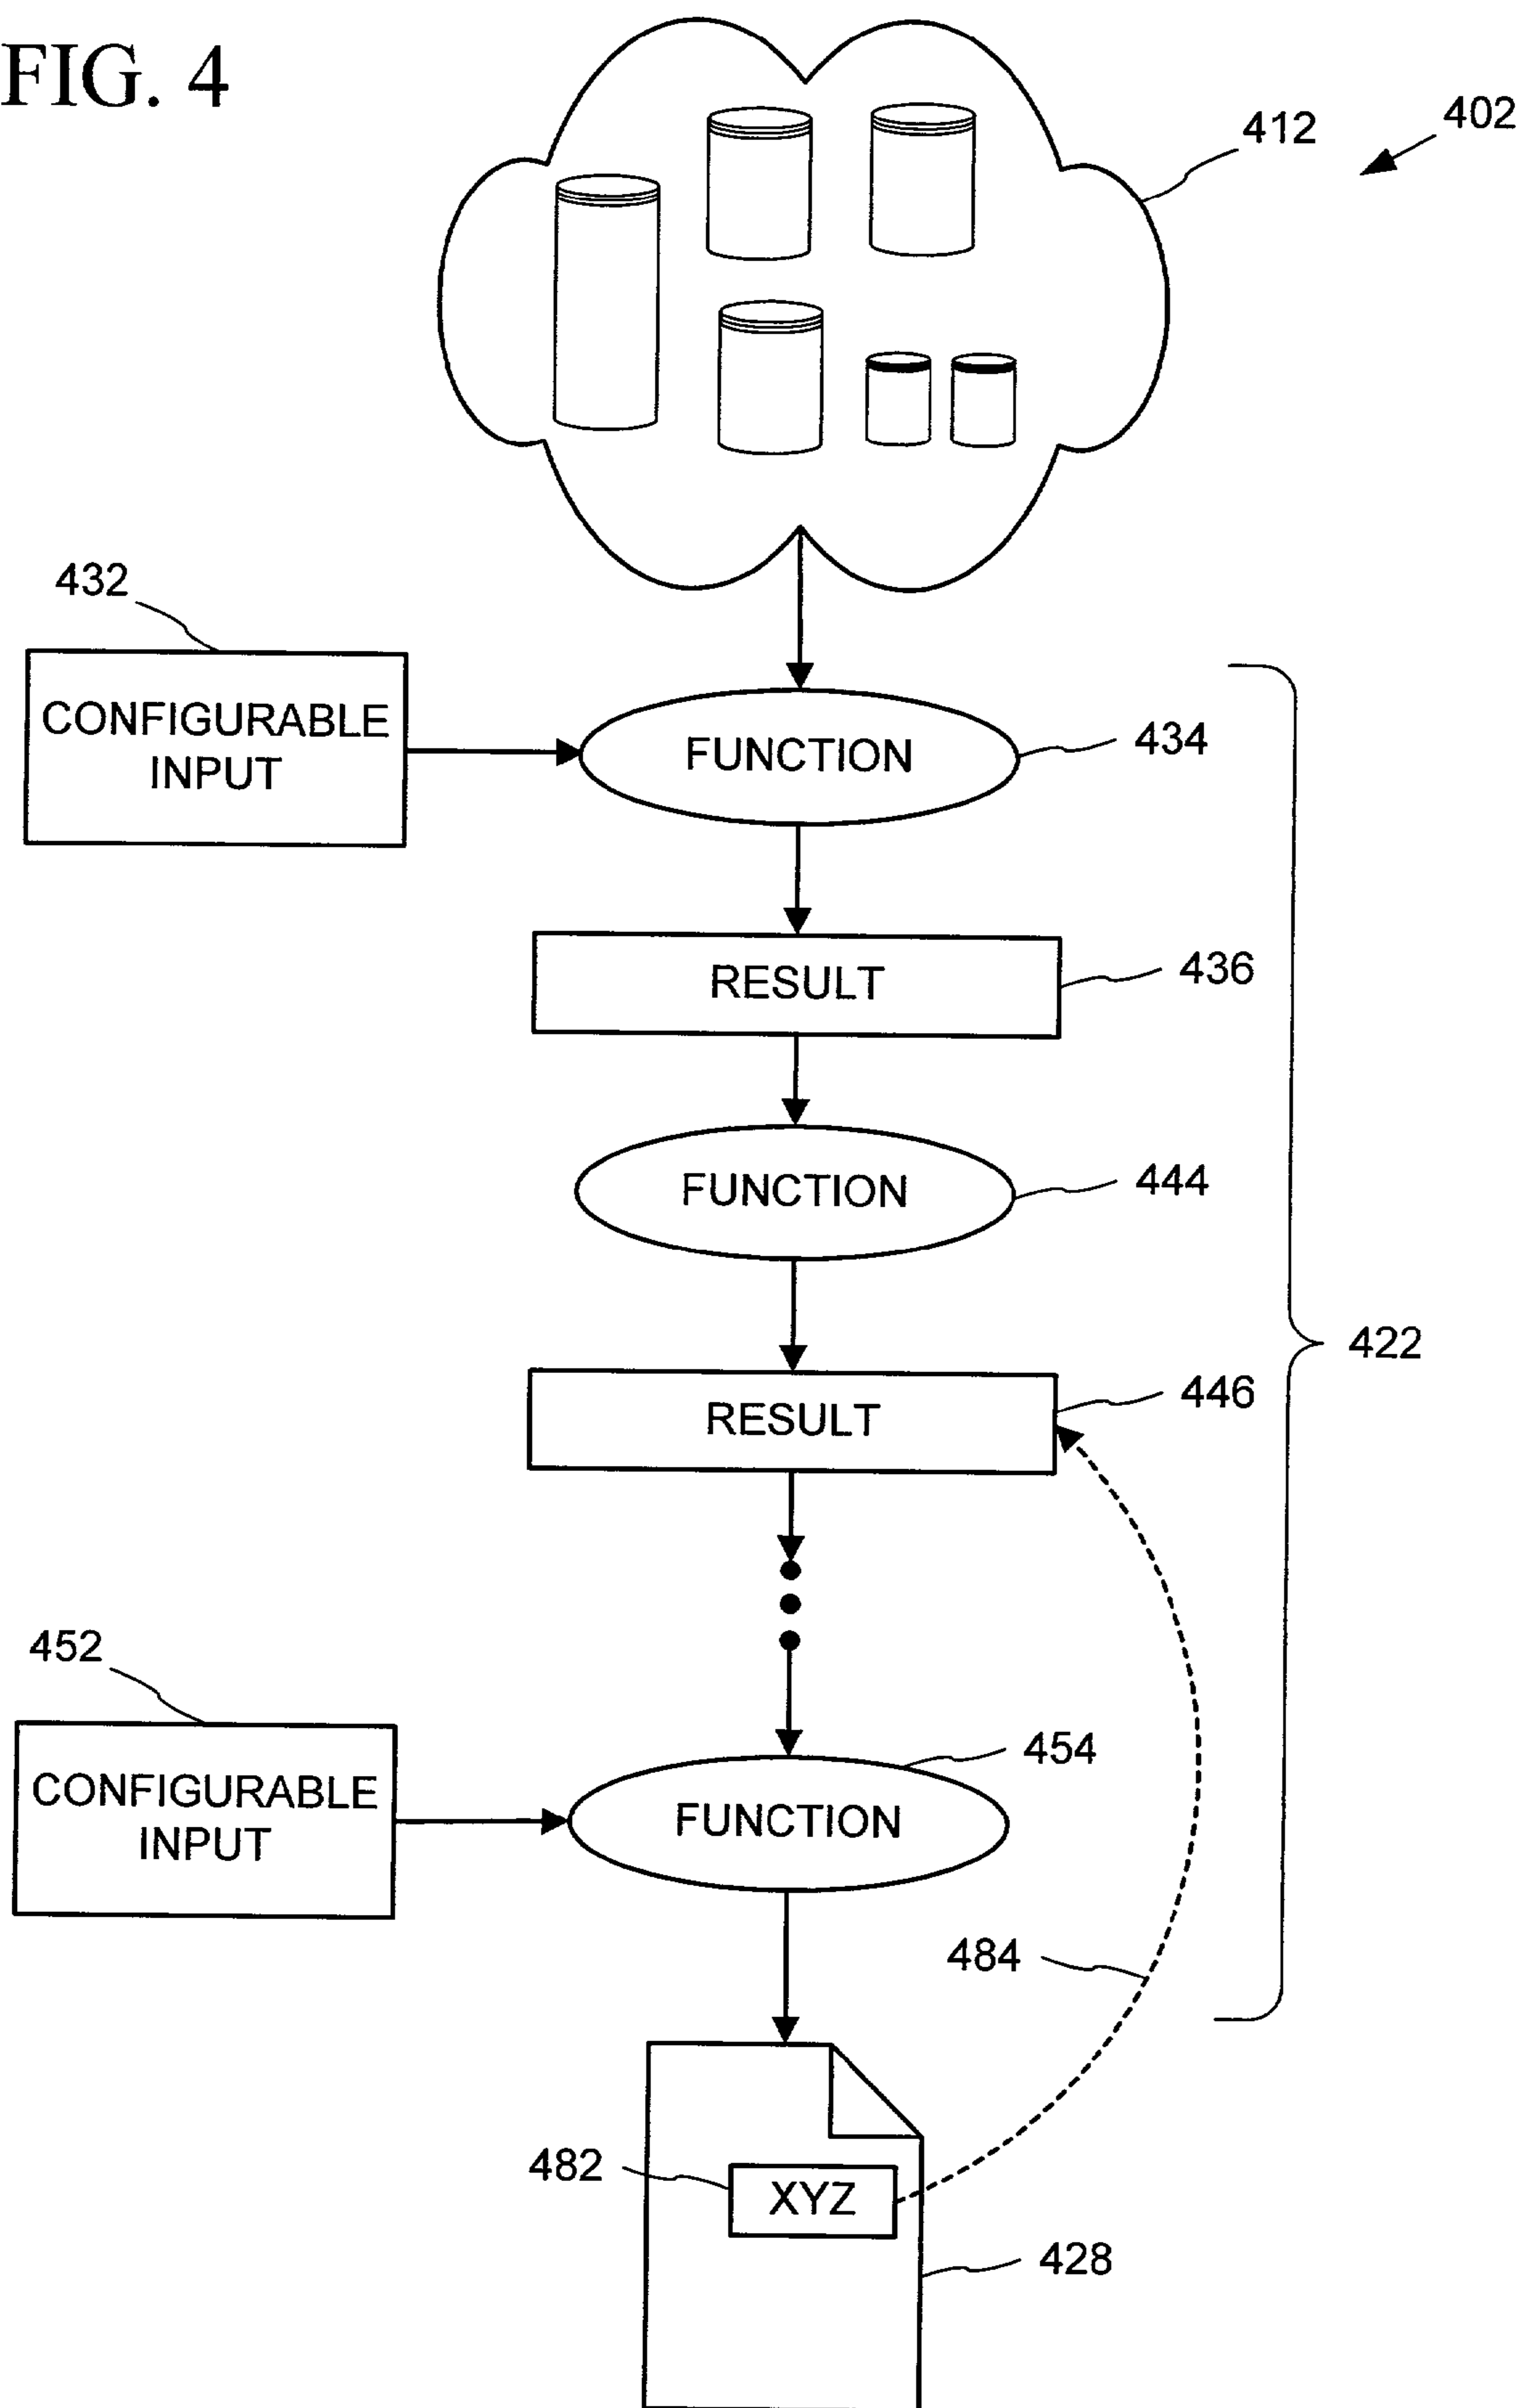 FIG. 4
402
412
432
CONFIGURABLE
INPUT
FUNCTION
434
RESULT
436
FUNCTION
444
422
RESULT
446
452
CONFIGURABLE
INPUT
454
FUNCTION
484
482
XYZ
428